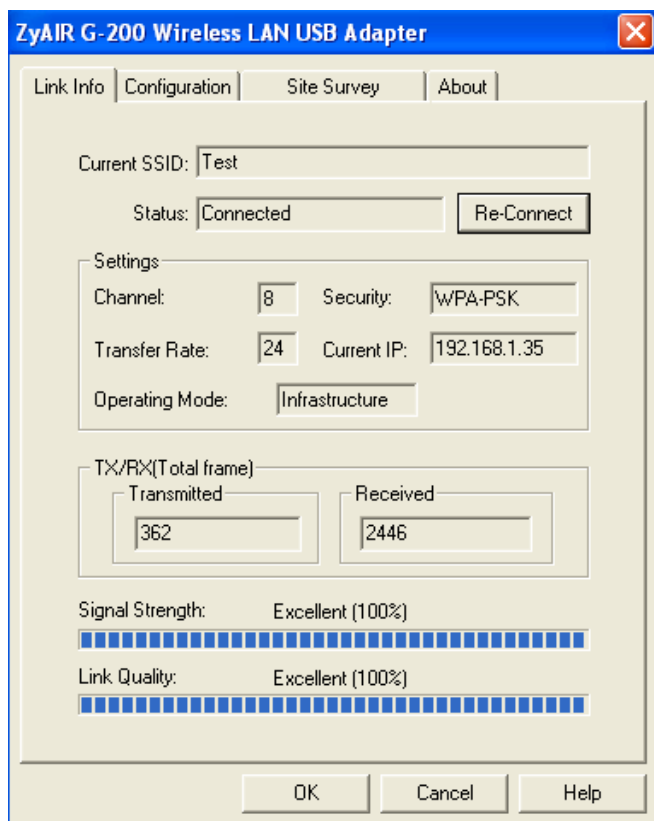 ZyAIR G-200 Wireless LAN USB Adapter
Link Info Configuration Site Survey About
Current SSID: Test
Status: Connected Re-Connect
Settings
Channel: 8 Security: WPA-PSK
Transfer Rate: 24 Current IP: 192.168.1.35
Operating Mode: Infrastructure
TX/RX(Total frame)
Transmitted Received
362 2446
Signal Strength: Excellent (100%)
Link Quality: Excellent (100%)
OK Cancel Help